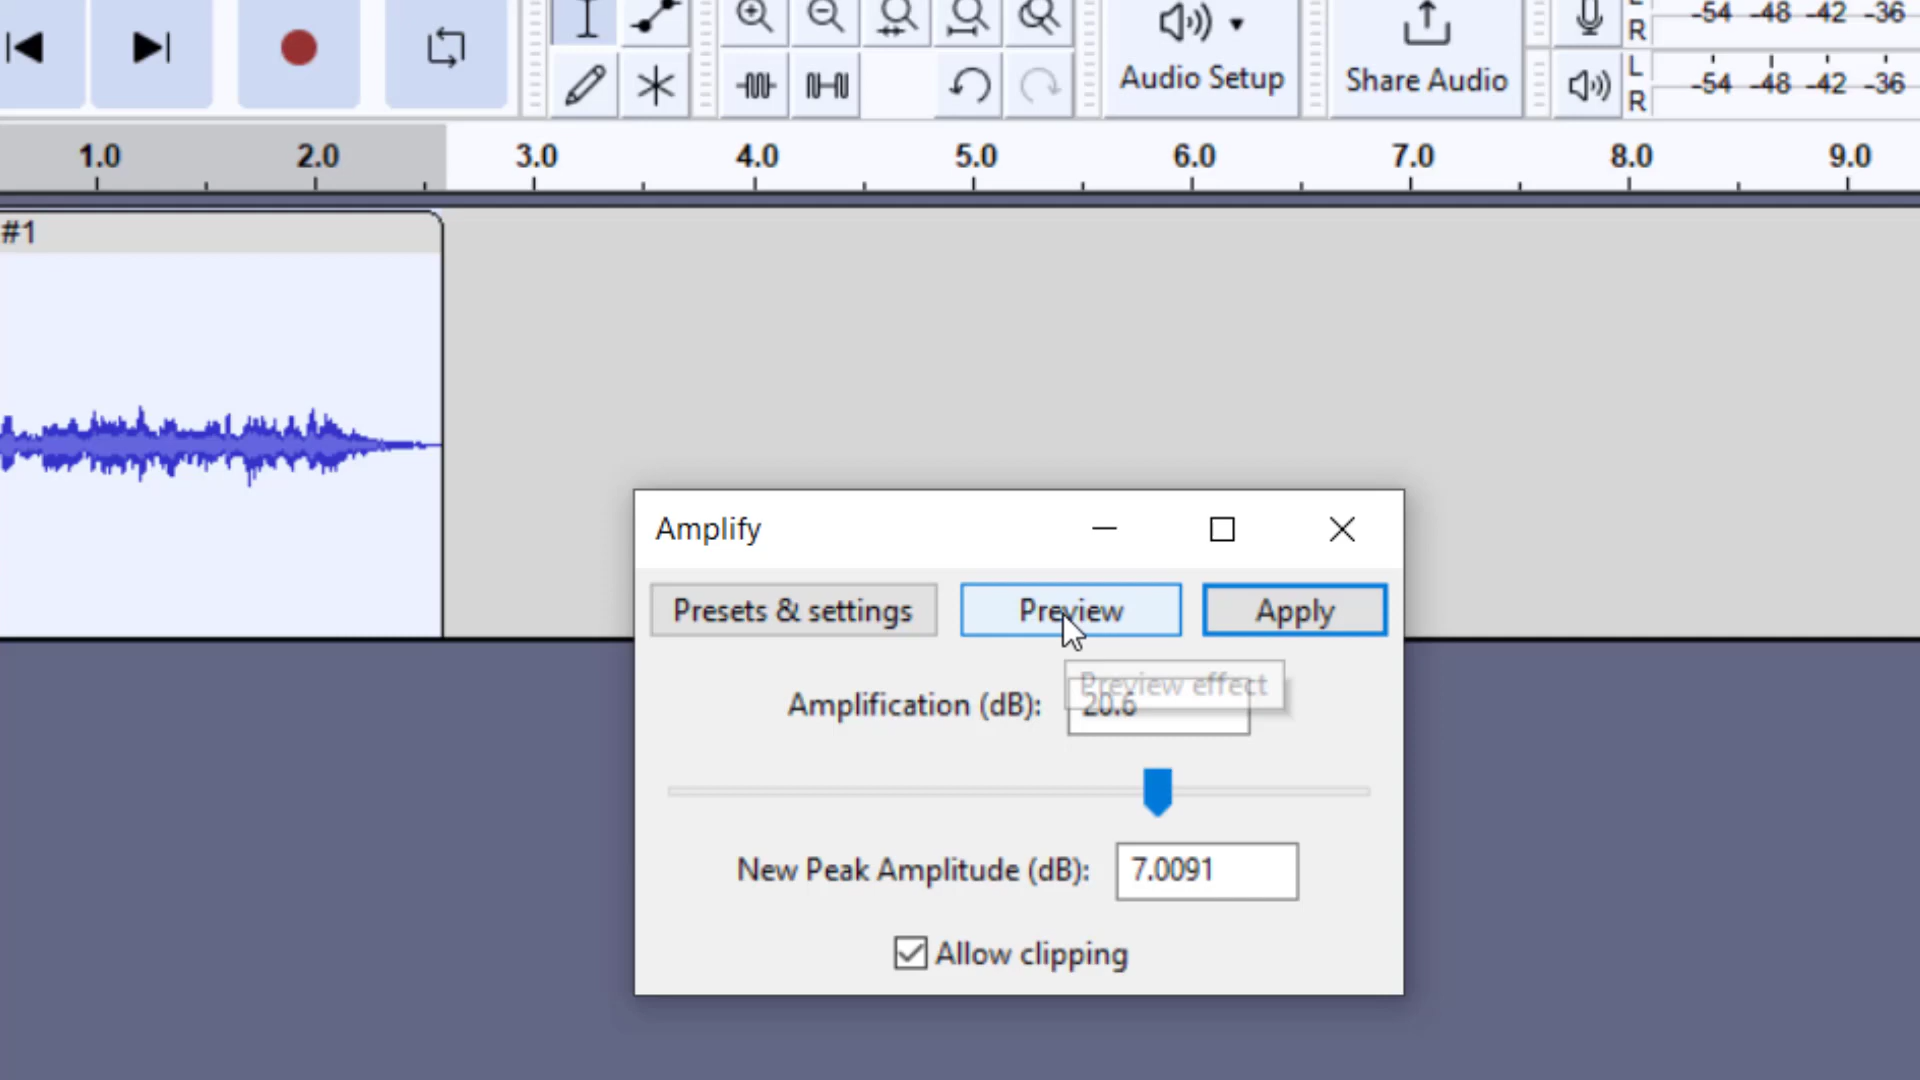 L
R
-54 -48 -42 -36
Audio Setup
Share Audio
L
R
-54 -48 -42 -36
1.0 2.0 3.0 4.0 5.0 6.0 7.0 8.0 9.0
#1
Amplify
Presets & settings
Preview
Apply
Preview effect
Amplification (dB): 20.6
New Peak Amplitude (dB): 7.0091
Allow clipping